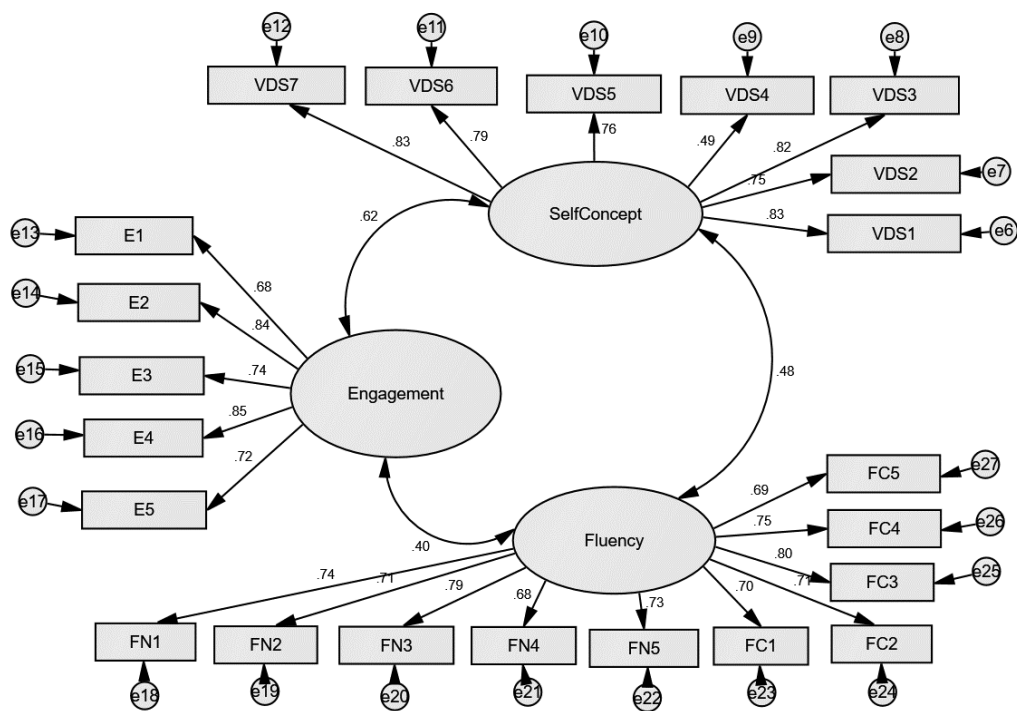 e12
e11
e10
e9
e8
VDS7
VDS6
VDS5
VDS4
VDS3
.83
.79
.76
.49
.82
.75
.83
VDS2
e7
VDS1
e6
SelfConcept
.62
e13
E1
e14
E2
e15
E3
e16
E4
e17
E5
.68
.84
.74
.85
.72
Engagement
.48
.40
Fluency
.69
.75
.80
.71
.70
.73
.68
.79
.71
.74
FC5
e27
FC4
e26
FC3
e25
FN1
FN2
FN3
FN4
FN5
FC1
FC2
e18
e19
e20
e21
e22
e23
e24